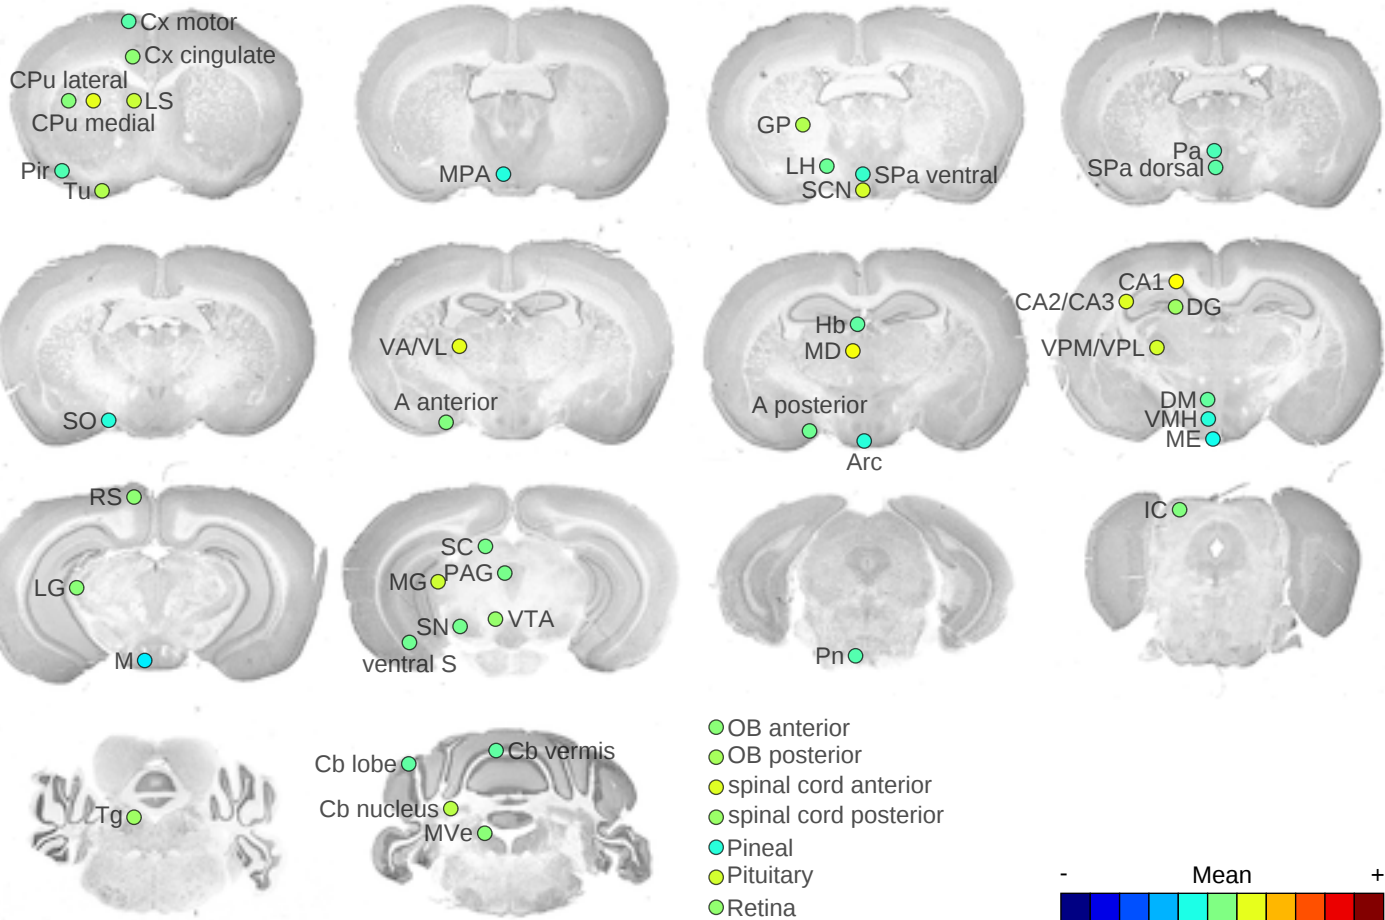 Cx motor
Cx cingulate
CPu lateral
LS
CPu medial
Pir
Tu
MPA
GP
LH
SPa ventral
SCN
Pa
SPa dorsal
SO
VA/VL
A anterior
Hb
MD
A posterior
Arc
CA1
CA2/CA3
DG
VPM/VPL
DM
VMH
ME
RS
LG
M
SC
MG
PAG
SN
VTA
ventral S
Pn
IC
Tg
Cb lobe
Cb vermis
Cb nucleus
MVe
OB anterior
OB posterior
spinal cord anterior
spinal cord posterior
Pineal
Pituitary
Retina
- Mean +